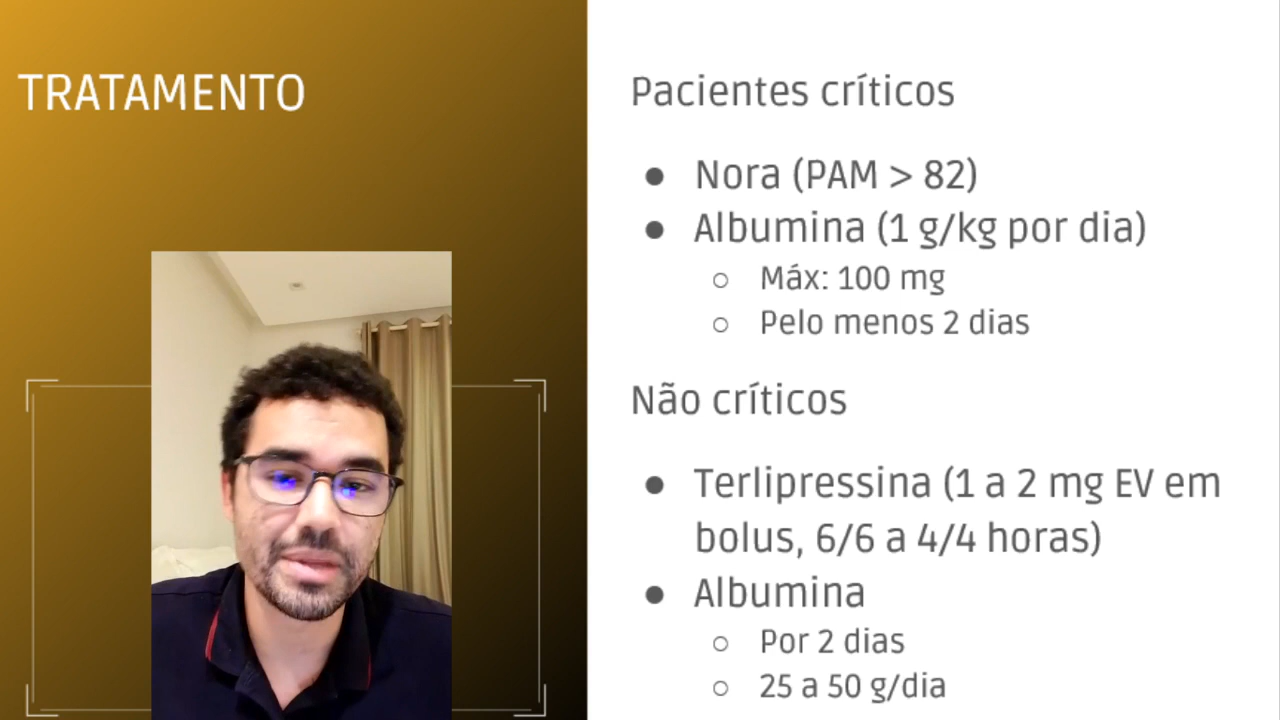 TRATAMENTO
Pacientes críticos
● Nora (PAM > 82)
● Albumina (1 g/kg por dia)
○ Máx: 100 mg
○ Pelo menos 2 dias
Não críticos
● Terlipressina (1 a 2 mg EV em
bolus, 6/6 a 4/4 horas)
● Albumina
○ Por 2 dias
○ 25 a 50 g/dia